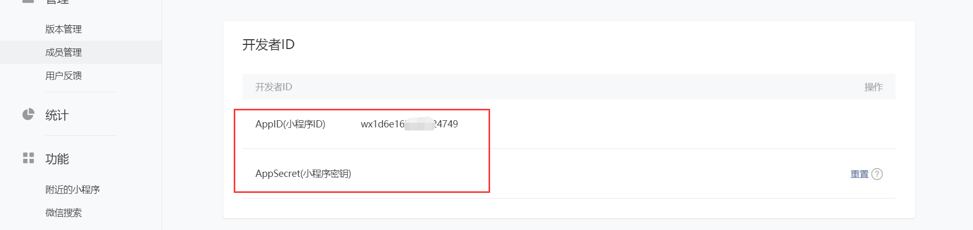 管理
版本管理
成员管理
用户反馈
统计
功能
附近的小程序
微信搜索
开发者ID
开发者ID 操作
AppID(小程序ID) wx1d6e16 24749
AppSecret(小程序密钥) 重置 ?